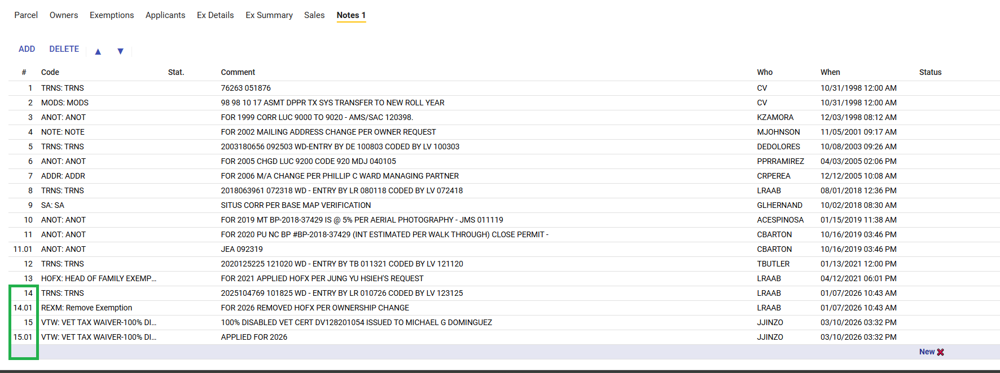 Parcel Owners Exemptions Applicants Ex Details Ex Summary Sales Notes 1
ADD DELETE ▲ ▼
# Code Stat. Comment Who When Status
1 TRNS: TRNS 76263 051876 CV 10/31/1998 12:00 AM
2 MODS: MODS 98 98 10 17 ASMT DPPR TX SYS TRANSFER TO NEW ROLL YEAR CV 10/31/1998 12:00 AM
3 ANOT: ANOT FOR 1999 CORR LUC 9000 TO 9020 - AMS/SAC 120398. KZAMORA 12/03/1998 08:12 AM
4 NOTE: NOTE FOR 2002 MAILING ADDRESS CHANGE PER OWNER REQUEST MJOHNSON 11/05/2001 09:17 AM
5 TRNS: TRNS 2003180656 092503 WD-ENTRY BY DE 100803 CODED BY LV 100303 DEDOLORES 10/08/2003 09:26 AM
6 ANOT: ANOT FOR 2005 CHGD LUC 9200 CODE 920 MDJ 040105 PPRRAMIREZ 04/03/2005 02:06 PM
7 ADDR: ADDR FOR 2006 M/A CHANGE PER PHILLIP C WARD MANAGING PARTNER CRPEREA 12/12/2005 10:08 AM
8 TRNS: TRNS 2018063961 072318 WD - ENTRY BY LR 080118 CODED BY LV 072418 LRAAB 08/01/2018 12:36 PM
9 SA: SA SITUS CORR PER BASE MAP VERIFICATION GLHERNAND 10/02/2018 08:30 AM
10 ANOT: ANOT FOR 2019 MT BP-2018-37429 IS @ 5% PER AERIAL PHOTOGRAPHY - JMS 011119 ACESPINOSA 01/15/2019 11:38 AM
11 ANOT: ANOT FOR 2020 PU NC BP #BP-2018-37429 (INT ESTIMATED PER WALK THROUGH) CLOSE PERMIT - CBARTON 10/16/2019 03:46 PM
11.01 ANOT: ANOT JEA 092319 CBARTON 10/16/2019 03:46 PM
12 TRNS: TRNS 2020125225 121020 WD - ENTRY BY TB 011321 CODED BY LV 121120 TBUTLER 01/13/2021 12:00 PM
13 HOFX: HEAD OF FAMILY EXEMP... FOR 2021 APPLIED HOFX PER JUNG YU HSIEH'S REQUEST LRAAB 04/12/2021 06:01 PM
14 TRNS: TRNS 2025104769 101825 WD - ENTRY BY LR 010726 CODED BY LV 123125 LRAAB 01/07/2026 10:43 AM
14.01 REXM: Remove Exemption FOR 2026 REMOVED HOFX PER OWNERSHIP CHANGE LRAAB 01/07/2026 10:43 AM
15 VTW: VET TAX WAIVER-100% DI... 100% DISABLED VET CERT DV128201054 ISSUED TO MICHAEL G DOMINGUEZ JJINZO 03/10/2026 03:32 PM
15.01 VTW: VET TAX WAIVER-100% DI... APPLIED FOR 2026 JJINZO 03/10/2026 03:32 PM
New